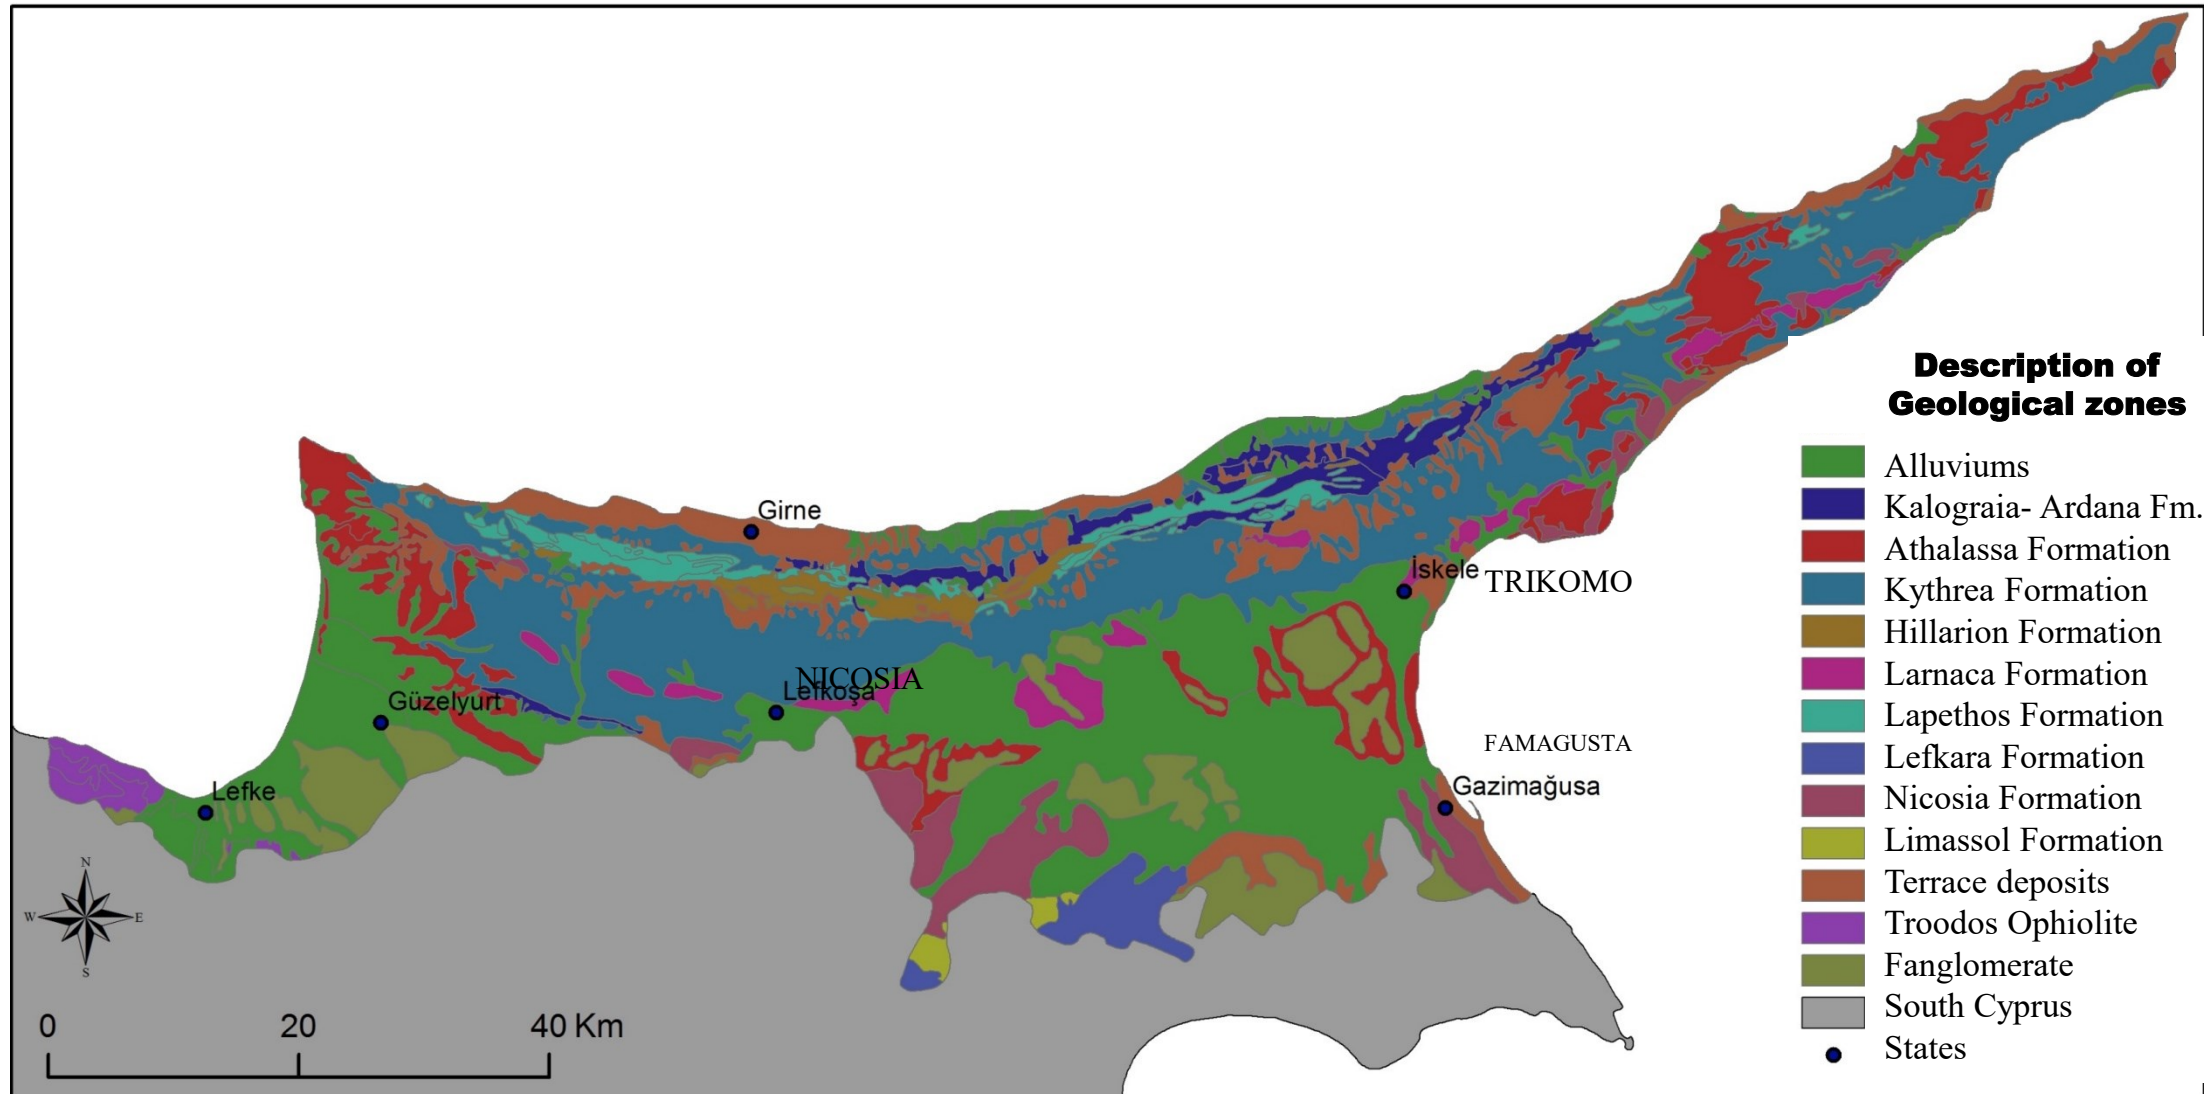 Girne
İskele
TRIKOMO
NICOSIA
Lefkoşa
Güzelyurt
FAMAGUSTA
Gazimağusa
Lefke
N
W
E
S
0 20 40 Km
Description of
Geological zones
Alluviums
Kalograia- Ardana Fm.
Athalassa Formation
Kythrea Formation
Hillarion Formation
Larnaca Formation
Lapethos Formation
Lefkara Formation
Nicosia Formation
Limassol Formation
Terrace deposits
Troodos Ophiolite
Fanglomerate
South Cyprus
States